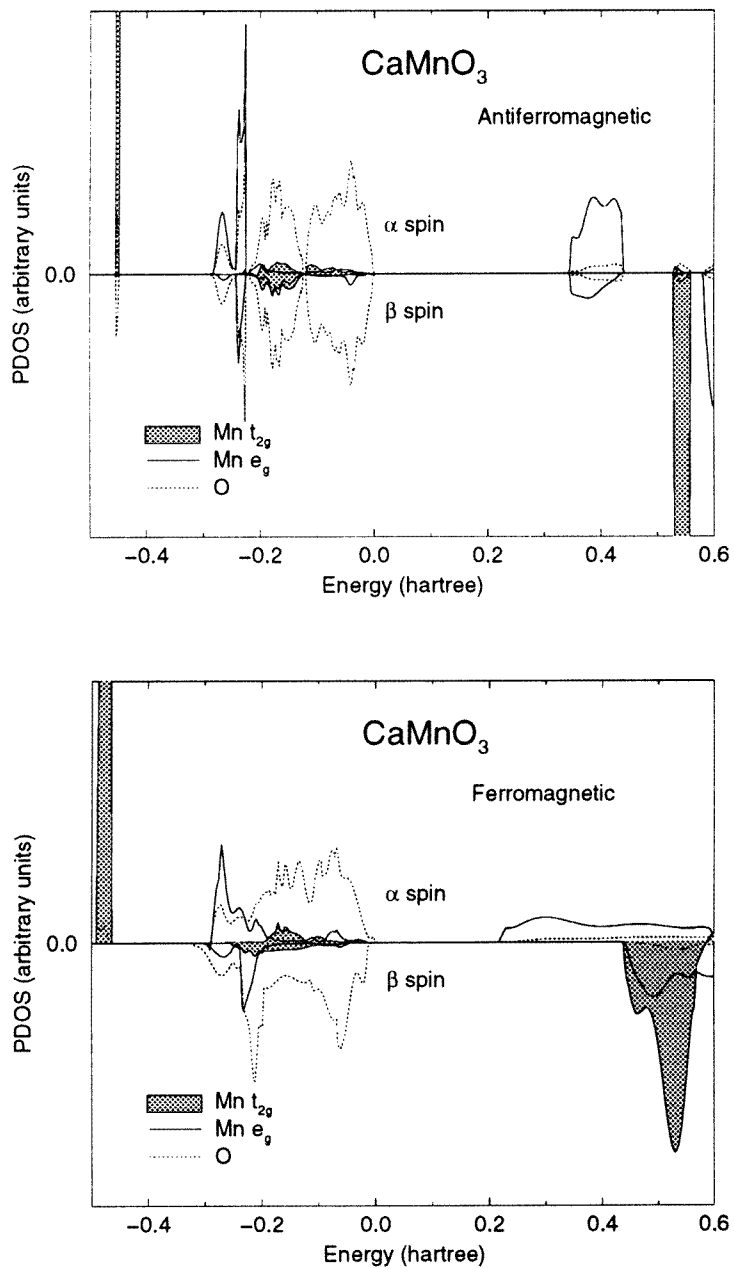 CaMnO₃
Antiferromagnetic
α spin
β spin
0.0
PDOS (arbitrary units)
Mn t₂g
Mn e_g
O
−0.4 −0.2 0.0 0.2 0.4 0.6
Energy (hartree)
CaMnO₃
Ferromagnetic
α spin
β spin
0.0
PDOS (arbitrary units)
Mn t₂g
Mn e_g
O
−0.4 −0.2 0.0 0.2 0.4 0.6
Energy (hartree)